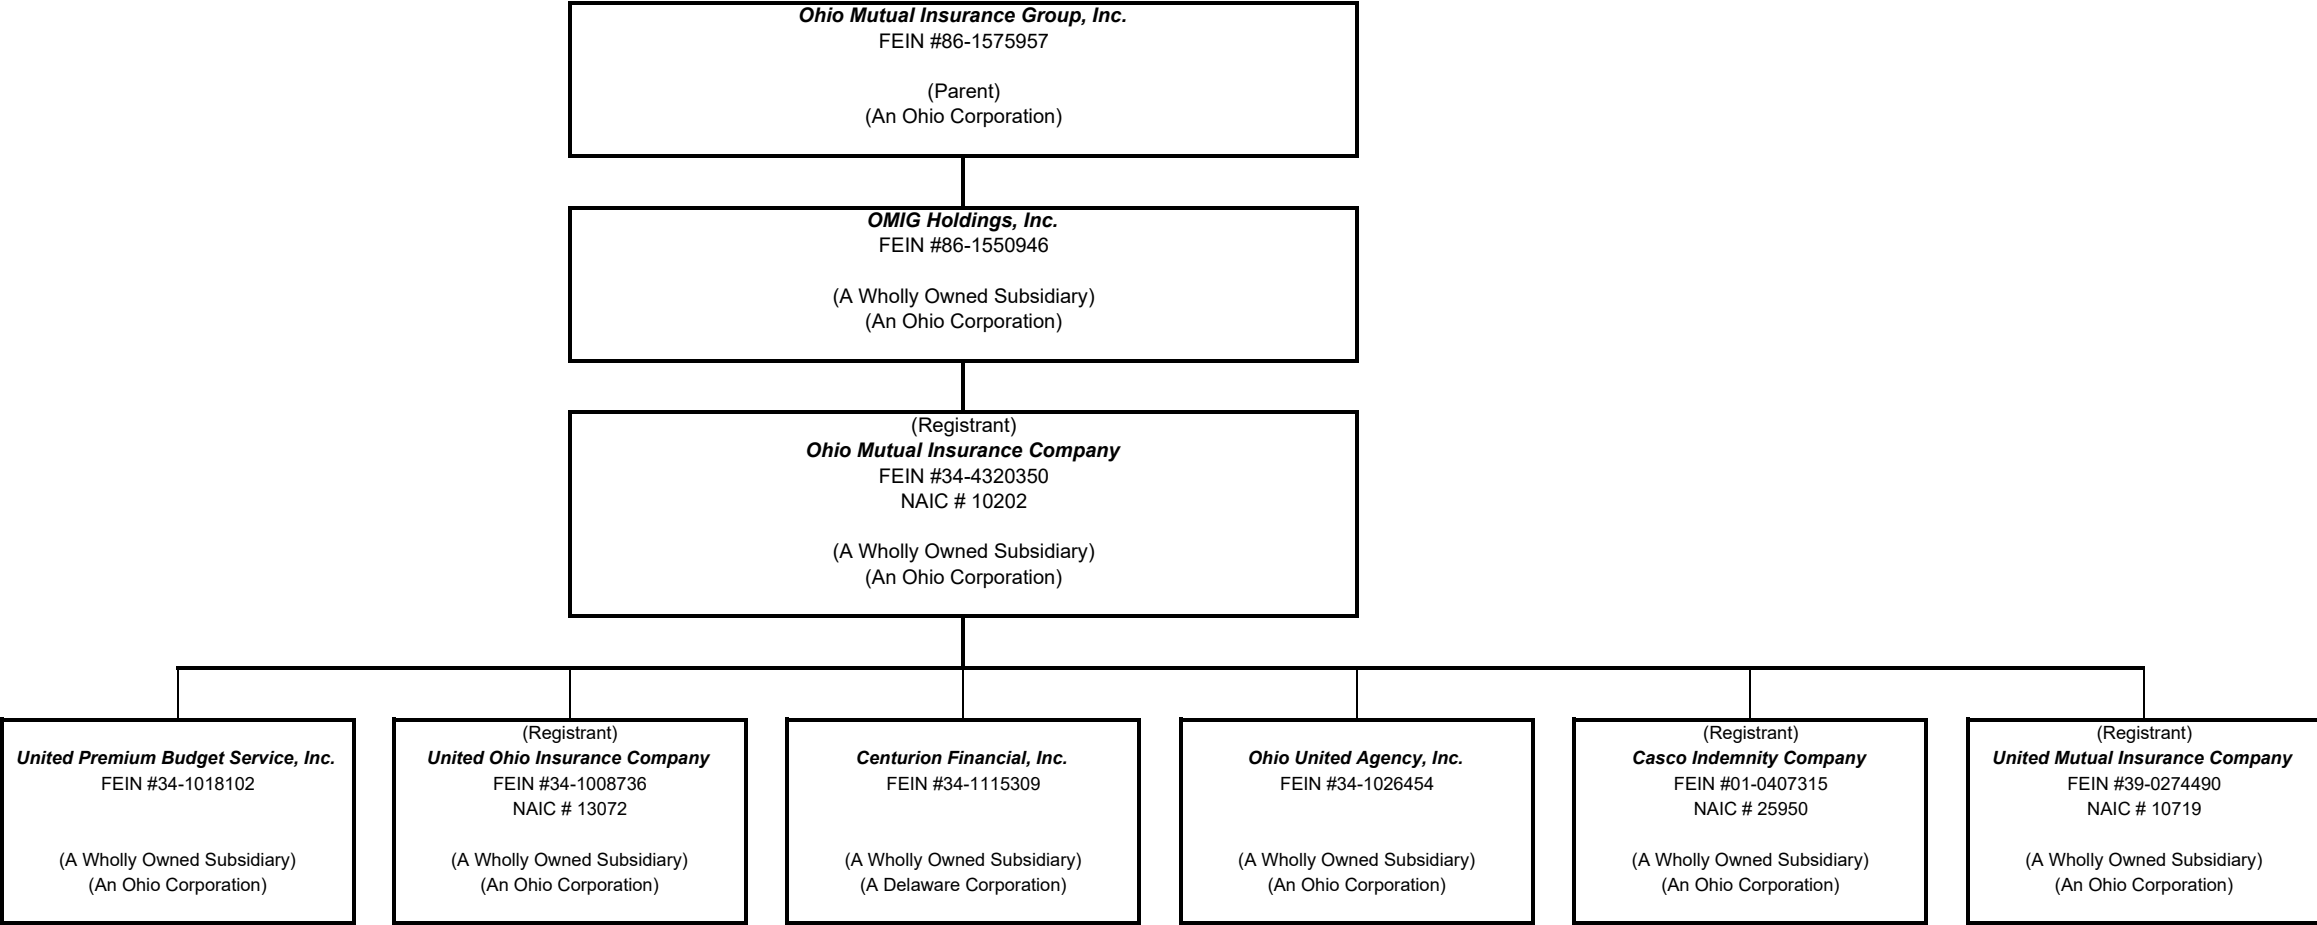 Ohio Mutual Insurance Group, Inc.
FEIN #86-1575957
(Parent)
(An Ohio Corporation)
OMIG Holdings, Inc.
FEIN #86-1550946
(A Wholly Owned Subsidiary)
(An Ohio Corporation)
(Registrant)
Ohio Mutual Insurance Company
FEIN #34-4320350
NAIC # 10202
(A Wholly Owned Subsidiary)
(An Ohio Corporation)
United Premium Budget Service, Inc.
FEIN #34-1018102
(A Wholly Owned Subsidiary)
(An Ohio Corporation)
(Registrant)
United Ohio Insurance Company
FEIN #34-1008736
NAIC # 13072
(A Wholly Owned Subsidiary)
(An Ohio Corporation)
Centurion Financial, Inc.
FEIN #34-1115309
(A Wholly Owned Subsidiary)
(A Delaware Corporation)
Ohio United Agency, Inc.
FEIN #34-1026454
(A Wholly Owned Subsidiary)
(An Ohio Corporation)
(Registrant)
Casco Indemnity Company
FEIN #01-0407315
NAIC # 25950
(A Wholly Owned Subsidiary)
(An Ohio Corporation)
(Registrant)
United Mutual Insurance Company
FEIN #39-0274490
NAIC # 10719
(A Wholly Owned Subsidiary)
(An Ohio Corporation)